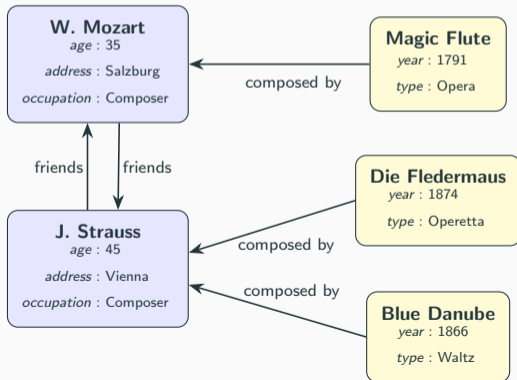 W. Mozart
age : 35
address : Salzburg
occupation : Composer
Magic Flute
year : 1791
type : Opera
composed by
friends
friends
Die Fledermaus
year : 1874
type : Operetta
J. Strauss
age : 45
address : Vienna
occupation : Composer
composed by
composed by
Blue Danube
year : 1866
type : Waltz